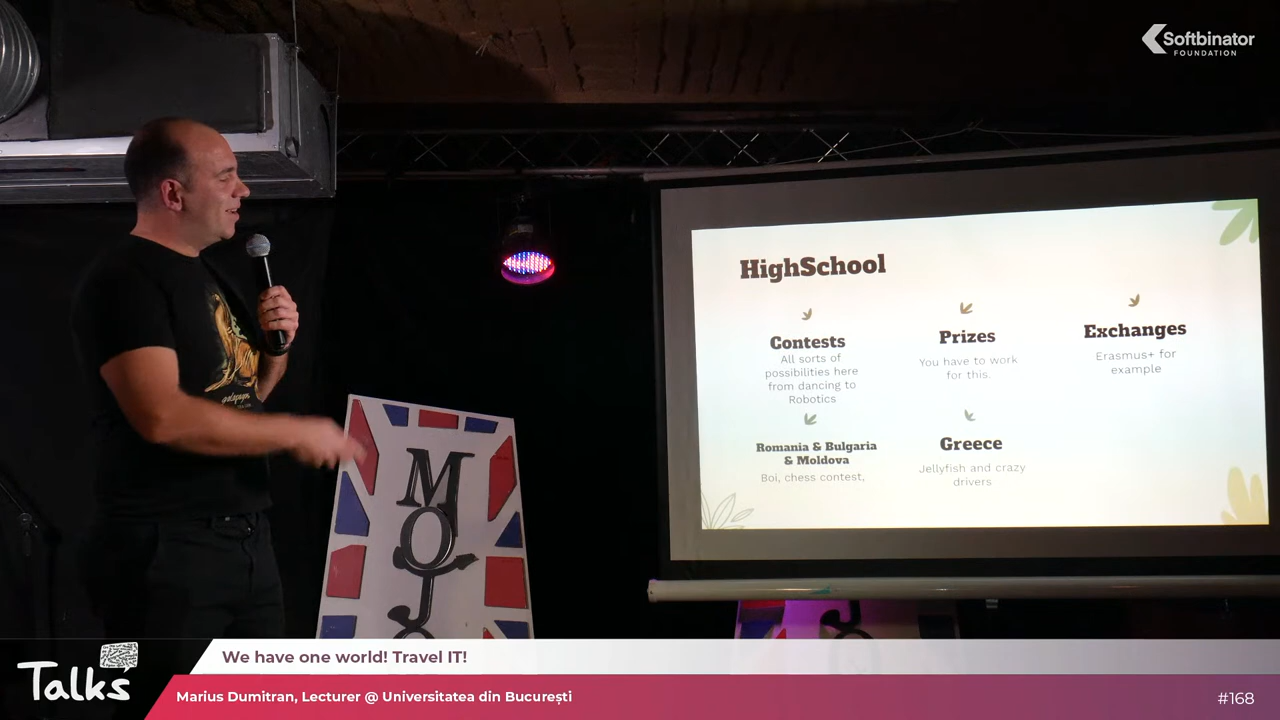 Softbinator
FOUNDATION
HighSchool
Contests
All sorts of
possibilities here
from dancing to
Robotics
Prizes
You have to work
for this.
Exchanges
Erasmus+ for
example
Romania & Bulgaria
& Moldova
Boi, chess contest,
Greece
Jellyfish and crazy
drivers
MOJO
Talks
We have one world! Travel IT!
Marius Dumitran, Lecturer @ Universitatea din București
#168